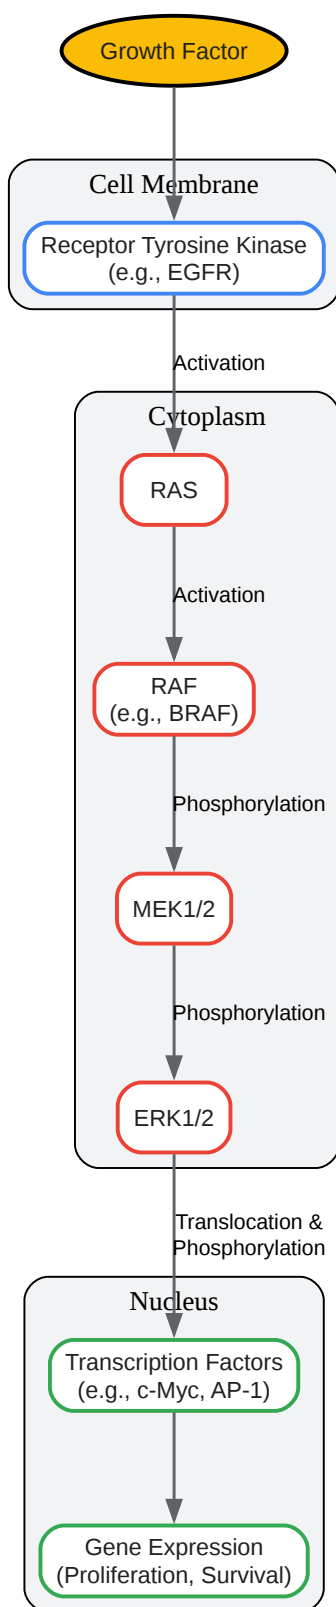 Growth Factor
Cell Membrane
Receptor Tyrosine Kinase
(e.g., EGFR)
Activation
Cytoplasm
RAS
Activation
RAF
(e.g., BRAF)
Phosphorylation
MEK1/2
Phosphorylation
ERK1/2
Translocation &
Phosphorylation
Nucleus
Transcription Factors
(e.g., c-Myc, AP-1)
Gene Expression
(Proliferation, Survival)